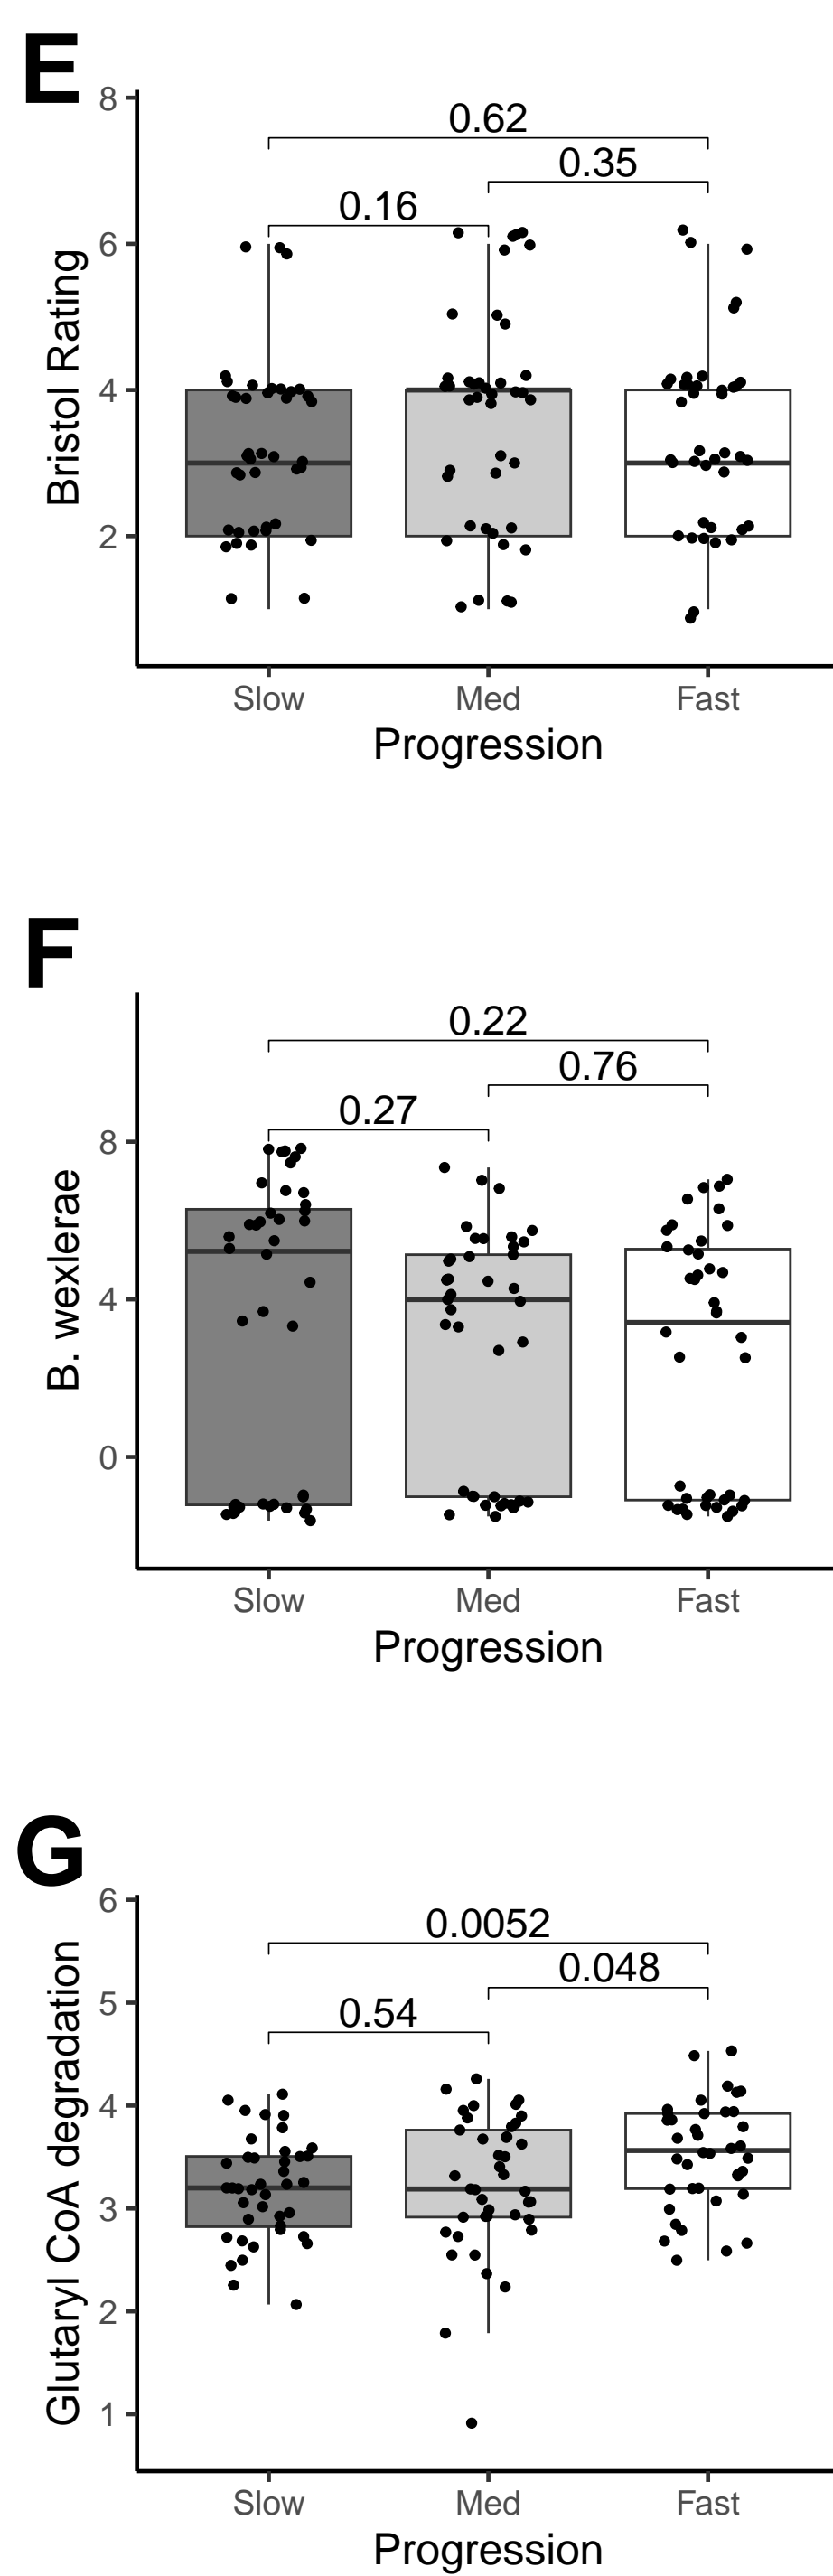 E
8
0.62
0.35
0.16
6
4
2
Bristol Rating
Slow Med Fast
Progression
F
0.22
0.76
0.27
8
4
0
B. wexlerae
Slow Med Fast
Progression
G
6
0.0052
0.048
0.54
5
4
3
2
1
Glutaryl CoA degradation
Slow Med Fast
Progression